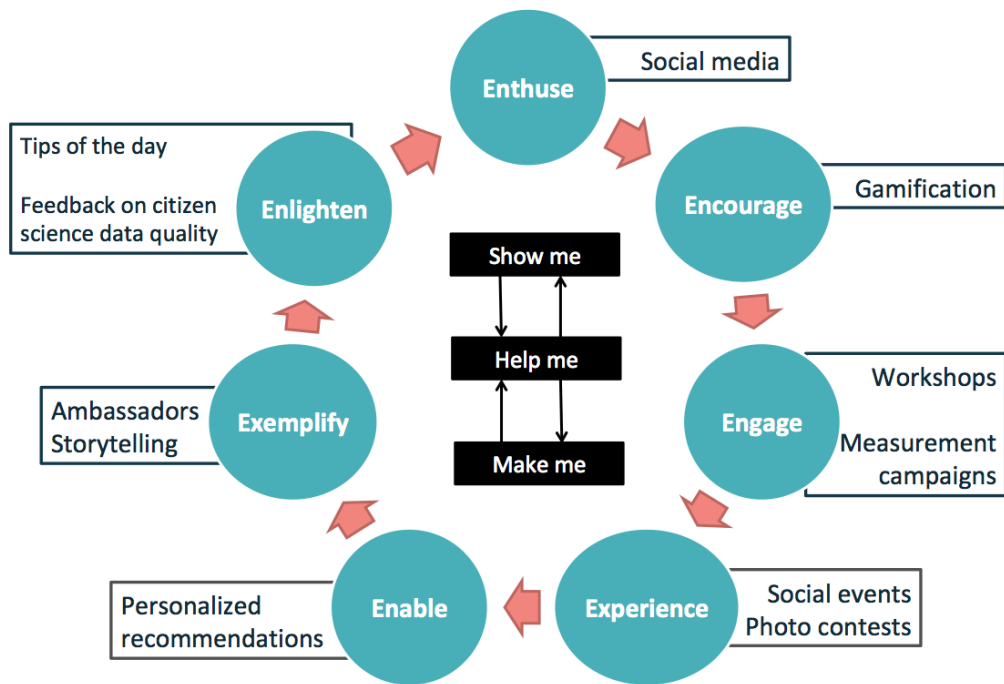 Enthuse
Social media
Encourage
Gamification
Engage
Workshops
Measurement
campaigns
Experience
Social events
Photo contests
Enable
Personalized
recommendations
Exemplify
Ambassadors
Storytelling
Enlighten
Tips of the day
Feedback on citizen
science data quality
Show me
Help me
Make me